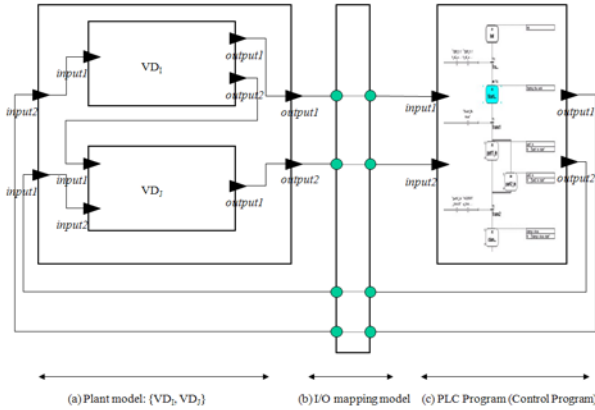 input1
VD₁
output1
output2
input2
output1
input1
output1
input1
input1
VD₂
output2
input2
output2
output1
input2
(a) Plant model: {VD₁, VD₂}
(b) I/O mapping model
(c) PLC Program (Control Program)